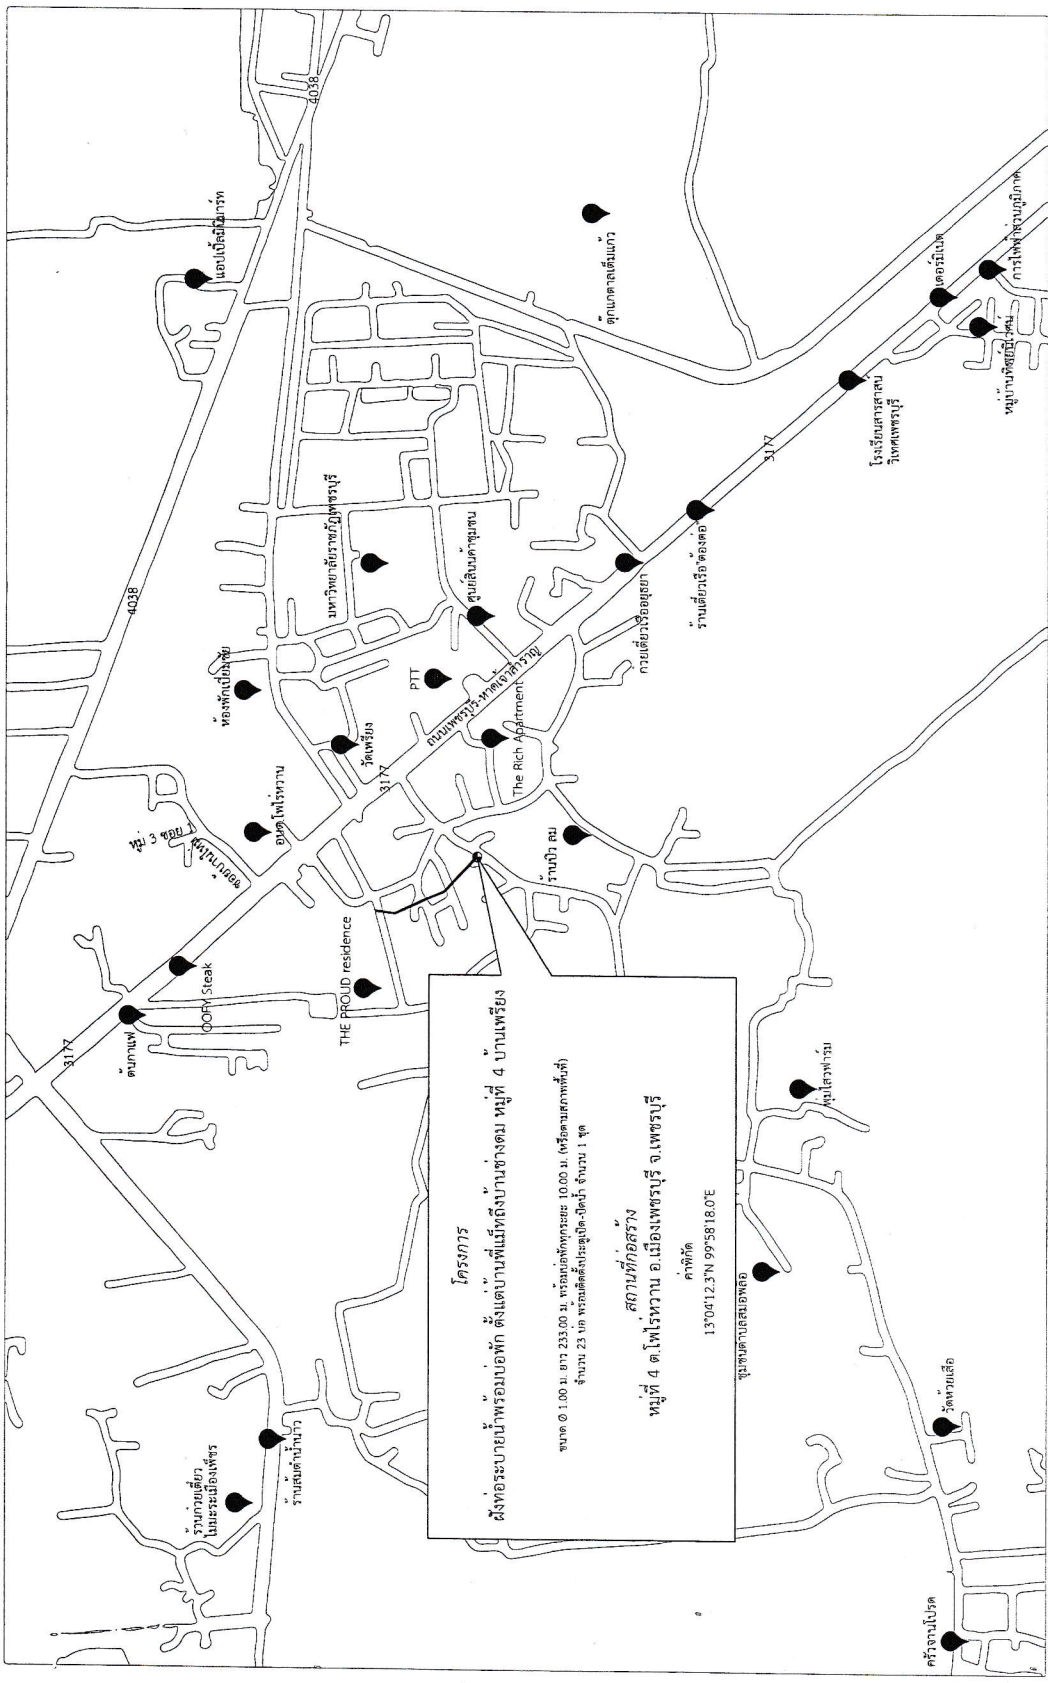 โครงการ
ฝังท่อระบายน้ำพร้อมบ่อพัก ตั้งแต่บ้านพี่แม็ทถึงบ้านช่างดม หมู่ที่ 4 บ้านเพรียง
ขนาด Ø 1.00 ม. ยาว 233.00 ม. พร้อมบ่อพักทุกระยะ 10.00 ม. (หรือตามสภาพพื้นที่)
จำนวน 23 บ่อ พร้อมติดตั้งประตูเปิด-ปิดน้ำ จำนวน 1 ชุด
สถานที่ก่อสร้าง
หมู่ที่ 4 ต.โพไร่หวาน อ.เมืองเพชรบุรี จ.เพชรบุรี
ค่าพิกัด
13°04'12.3"N 99°58'18.0"E
ร้านก๋วยเตี๋ยว
ไม่มะระเมืองเพ็ชร
ร้านส้มตำน้ำนาว
3177
ต้นกาแฟ
OORY Steak
THE PROUD residence
หมู่ 3 ซอย 1
อบต.โพไร่หวาน
ห้องพักเปี่ยมชัย
วัดเพรียง
3177
มหาวิทยาลัยราชภัฏเพชรบุรี
4038
แอปเปิ้ลมินิมาร์ท
4038
PTT
ถนนเพชรบุรี-หาดเจ้าสำราญ
ศูนย์สินค้าชุมชน
The Rich Apartment
ร้านบัว ลม
ก๋วยเตี๋ยวเรืออยุธยา
ตุ๊กแกตาลเต็มแก้ว
ร้านเตี๋ยวเรือ"ต้องต่อ"
3177
โรงเรียนสารสาสน์
วิเทศเพชรบุรี
เดอร์มิเนต
การไฟฟ้าส่วนภูมิภาค
หมู่บ้านทิพย์นิเวศน์
พุ่มไสวฟาร์ม
ชุมชนตำบลสมอพลือ
วัดห้วยเสือ
ครัวจานโปรด